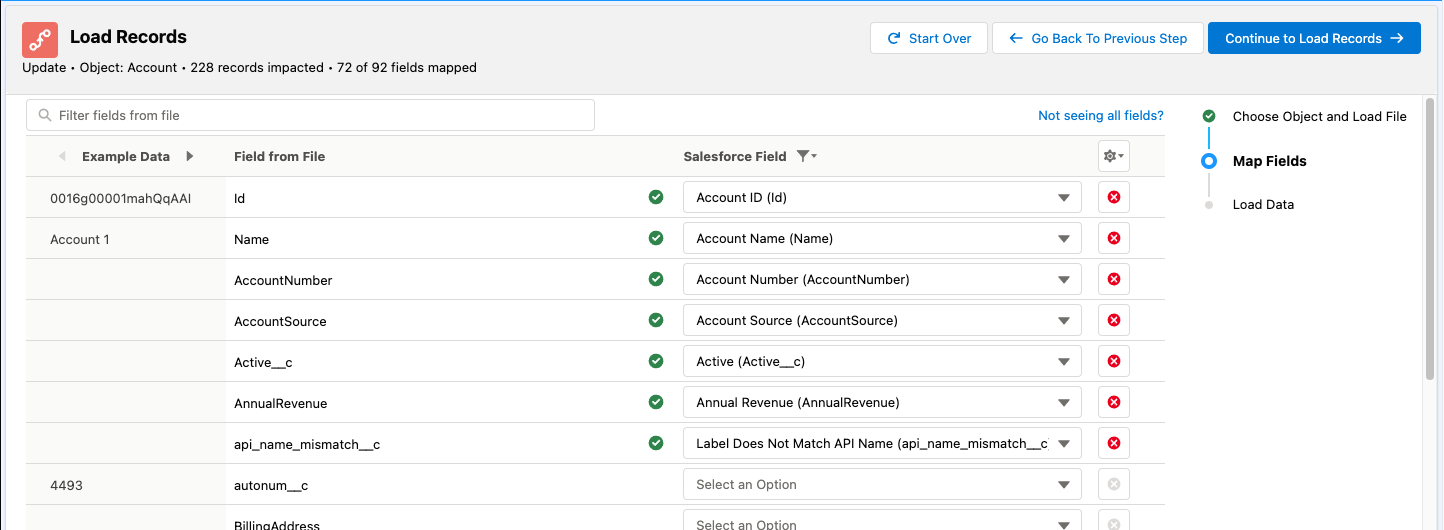 Load Records
Start Over
Go Back To Previous Step
Continue to Load Records
Update • Object: Account • 228 records impacted • 72 of 92 fields mapped
Filter fields from file
Not seeing all fields?
Choose Object and Load File
Map Fields
Load Data
Example Data Field from File Salesforce Field
0016g00001mahQqAAI Id Account ID (Id)
Account 1 Name Account Name (Name)
AccountNumber Account Number (AccountNumber)
AccountSource Account Source (AccountSource)
Active__c Active (Active__c)
AnnualRevenue Annual Revenue (AnnualRevenue)
api_name_mismatch__c Label Does Not Match API Name (api_name_mismatch__c
4493 autonum__c Select an Option
BillingAddress Select an Option